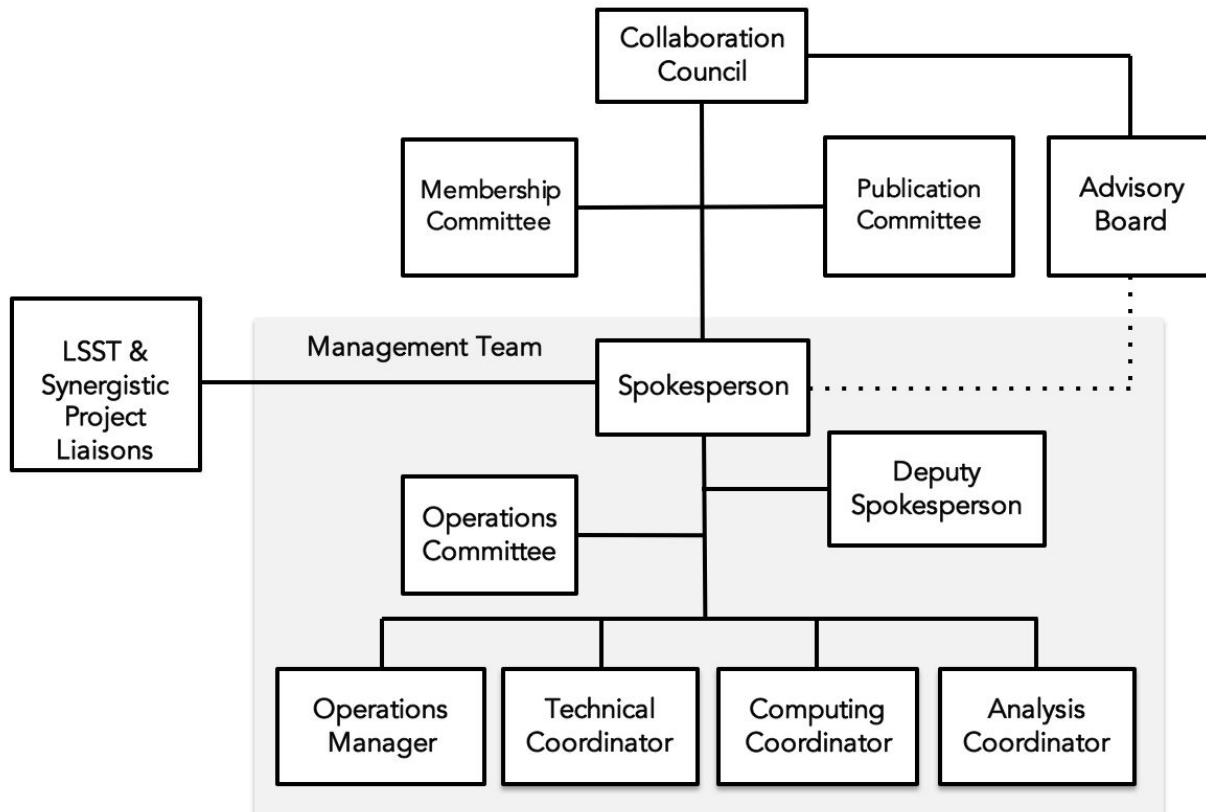 Collaboration
Council
Membership
Committee
Publication
Committee
Advisory
Board
LSST &
Synergistic
Project
Liaisons
Management Team
Spokesperson
Deputy
Spokesperson
Operations
Committee
Operations
Manager
Technical
Coordinator
Computing
Coordinator
Analysis
Coordinator